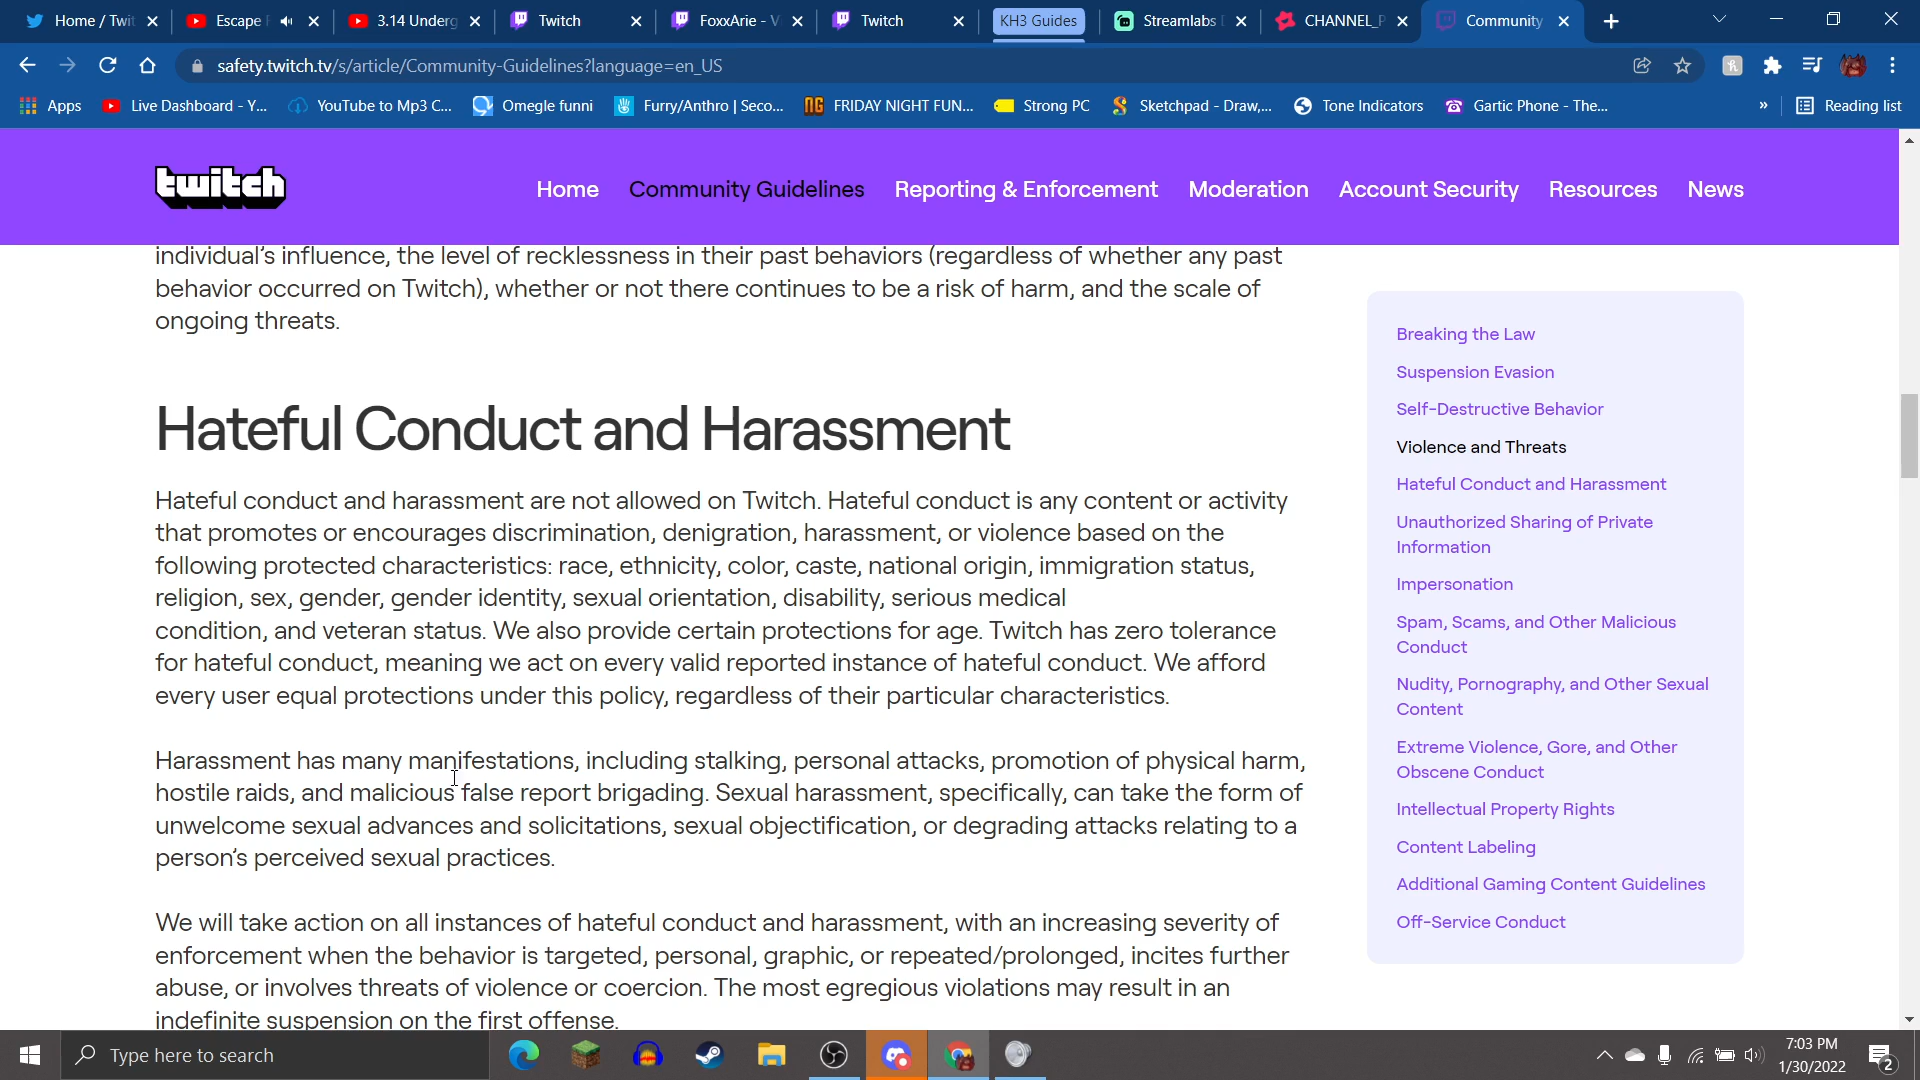 Home / Twit
Escape
3.14 Underg
Twitch
FoxxArie - V
Twitch
KH3 Guides
Streamlabs
CHANNEL_P
Community
safety.twitch.tv/s/article/Community-Guidelines?language=en_US
Apps
Live Dashboard - Y...
YouTube to Mp3 C...
Omegle funni
Furry/Anthro | Seco...
FRIDAY NIGHT FUN...
Strong PC
Sketchpad - Draw,...
Tone Indicators
Gartic Phone - The...
»
Reading list
twitch
Home
Community Guidelines
Reporting & Enforcement
Moderation
Account Security
Resources
News
individual's influence, the level of recklessness in their past behaviors (regardless of whether any past
behavior occurred on Twitch), whether or not there continues to be a risk of harm, and the scale of
ongoing threats.
Hateful Conduct and Harassment
Hateful conduct and harassment are not allowed on Twitch. Hateful conduct is any content or activity
that promotes or encourages discrimination, denigration, harassment, or violence based on the
following protected characteristics: race, ethnicity, color, caste, national origin, immigration status,
religion, sex, gender, gender identity, sexual orientation, disability, serious medical
condition, and veteran status. We also provide certain protections for age. Twitch has zero tolerance
for hateful conduct, meaning we act on every valid reported instance of hateful conduct. We afford
every user equal protections under this policy, regardless of their particular characteristics.
Harassment has many manifestations, including stalking, personal attacks, promotion of physical harm,
hostile raids, and malicious false report brigading. Sexual harassment, specifically, can take the form of
unwelcome sexual advances and solicitations, sexual objectification, or degrading attacks relating to a
person's perceived sexual practices.
We will take action on all instances of hateful conduct and harassment, with an increasing severity of
enforcement when the behavior is targeted, personal, graphic, or repeated/prolonged, incites further
abuse, or involves threats of violence or coercion. The most egregious violations may result in an
indefinite suspension on the first offense.
Breaking the Law
Suspension Evasion
Self-Destructive Behavior
Violence and Threats
Hateful Conduct and Harassment
Unauthorized Sharing of Private
Information
Impersonation
Spam, Scams, and Other Malicious
Conduct
Nudity, Pornography, and Other Sexual
Content
Extreme Violence, Gore, and Other
Obscene Conduct
Intellectual Property Rights
Content Labeling
Additional Gaming Content Guidelines
Off-Service Conduct
Type here to search
7:03 PM
1/30/2022
2